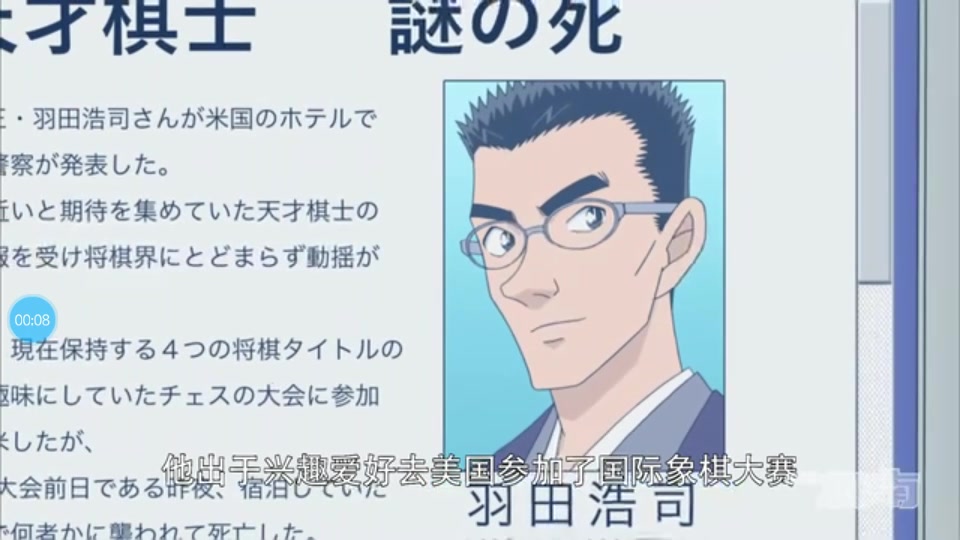 才棋士 謎の死
・羽田浩司さんが米国のホテルで
警察が発表した。
近いと期待を集めていた天才棋士の
を受け将棋界にとどまらず動揺が
00:08
現在保持する4つの将棋タイトルの
趣味にしていたチェスの大会に参加
米したが、
他出于兴趣爱好去美国参加了国际象棋大赛
大会前日である昨夜、宿泊していた
羽田浩司
で何者かに襲われて死亡した。